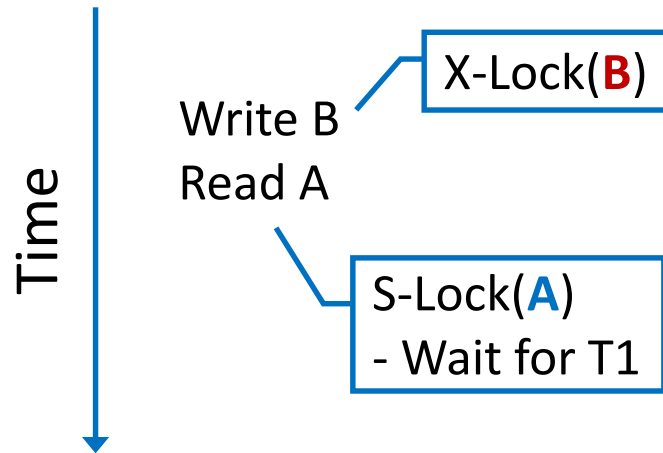 X-Lock(B)
Write B
Read A
Time
S-Lock(A)
- Wait for T1